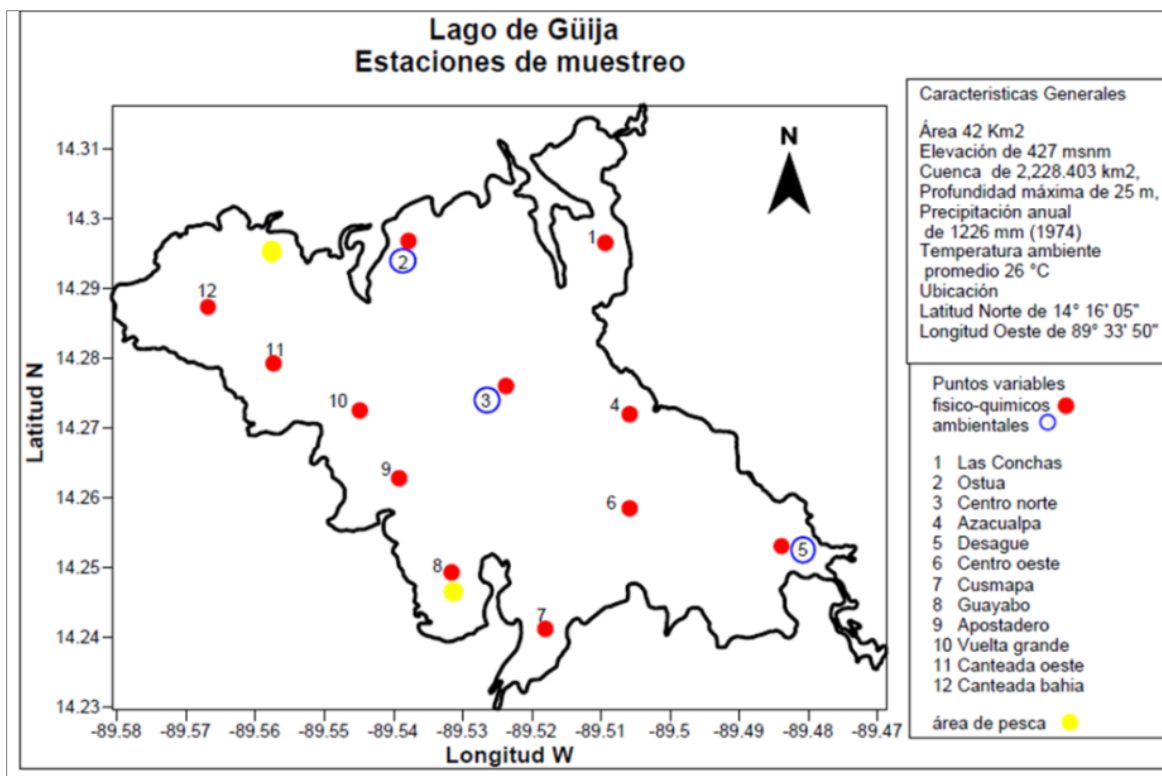 Lago de Güija
Estaciones de muestreo
Caracteristicas Generales
Área 42 Km2
Elevación de 427 msnm
Cuenca de 2,228.403 km2,
Profundidad máxima de 25 m,
Precipitación anual
de 1226 mm (1974)
Temperatura ambiente
promedio 26 °C
Ubicación
Latitud Norte de 14° 16' 05"
Longitud Oeste de 89° 33' 50"
Puntos variables
fisico-quimicos
ambientales
1 Las Conchas
2 Ostua
3 Centro norte
4 Azacualpa
5 Desague
6 Centro oeste
7 Cusmapa
8 Guayabo
9 Apostadero
10 Vuelta grande
11 Canteada oeste
12 Canteada bahia
área de pesca
N
Latitud N
14.31
14.3
14.29
14.28
14.27
14.26
14.25
14.24
14.23
1
2
12
11
10
3
4
9
6
5
8
7
-89.58 -89.57 -89.56 -89.55 -89.54 -89.53 -89.52 -89.51 -89.5 -89.49 -89.48 -89.47
Longitud W